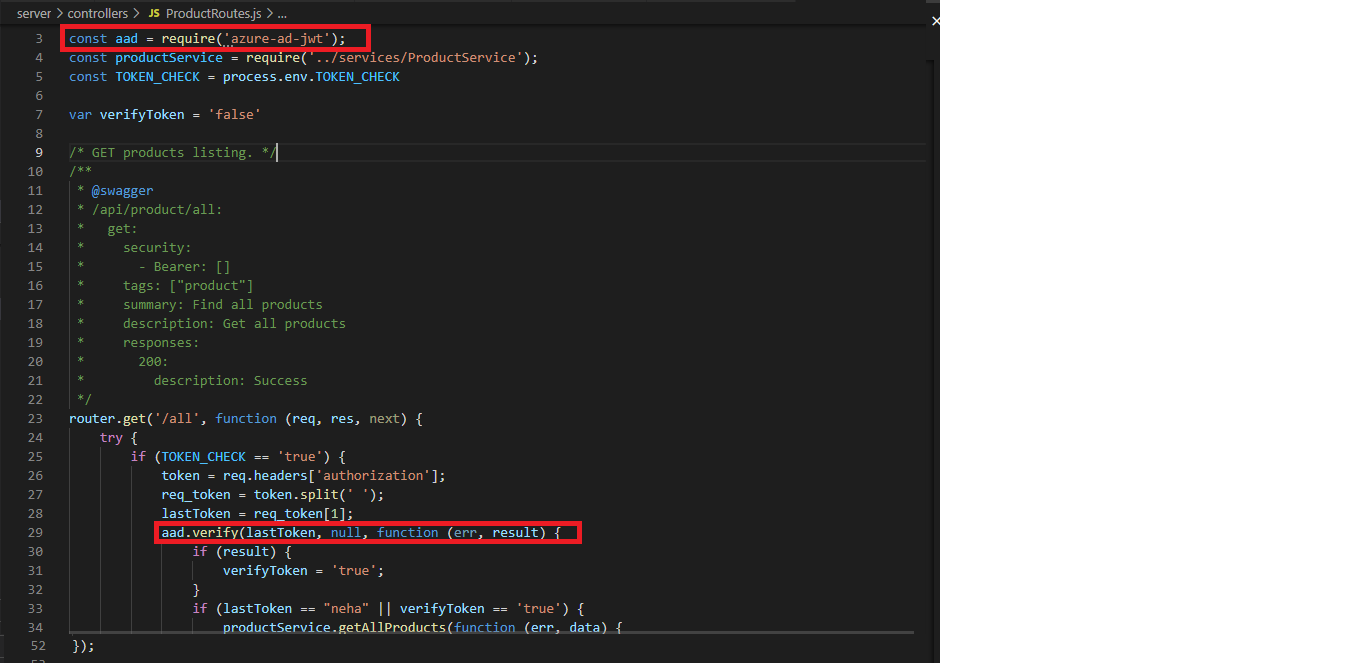 server > controllers > JS ProductRoutes.js > ...
3 const aad = require('azure-ad-jwt');
4 const productService = require('../services/ProductService');
5 const TOKEN_CHECK = process.env.TOKEN_CHECK
6
7 var verifyToken = 'false'
8
9 /* GET products listing. */
10 /**
11 * @swagger
12 * /api/product/all:
13 *   get:
14 *     security:
15 *       - Bearer: []
16 *     tags: ["product"]
17 *     summary: Find all products
18 *     description: Get all products
19 *     responses:
20 *       200:
21 *         description: Success
22 */
23 router.get('/all', function (req, res, next) {
24     try {
25         if (TOKEN_CHECK == 'true') {
26             token = req.headers['authorization'];
27             req_token = token.split(' ');
28             lastToken = req_token[1];
29             aad.verify(lastToken, null, function (err, result) {
30                 if (result) {
31                     verifyToken = 'true';
32                 }
33                 if (lastToken == "neha" || verifyToken == 'true') {
34                     productService.getAllProducts(function (err, data) {
52 });